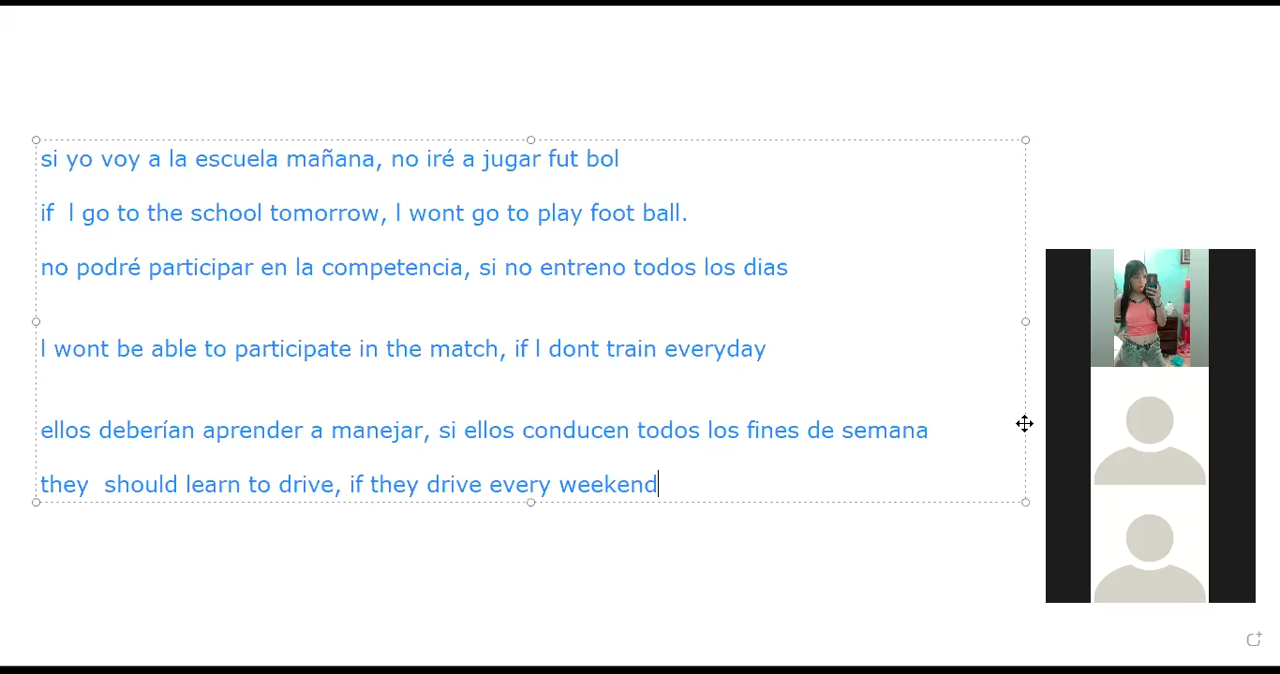 si yo voy a la escuela mañana, no iré a jugar fut bol
if  l go to the school tomorrow, l wont go to play foot ball.
no podré participar en la competencia, si no entreno todos los dias
l wont be able to participate in the match, if l dont train everyday
ellos deberían aprender a manejar, si ellos conducen todos los fines de semana
they  should learn to drive, if they drive every weekend